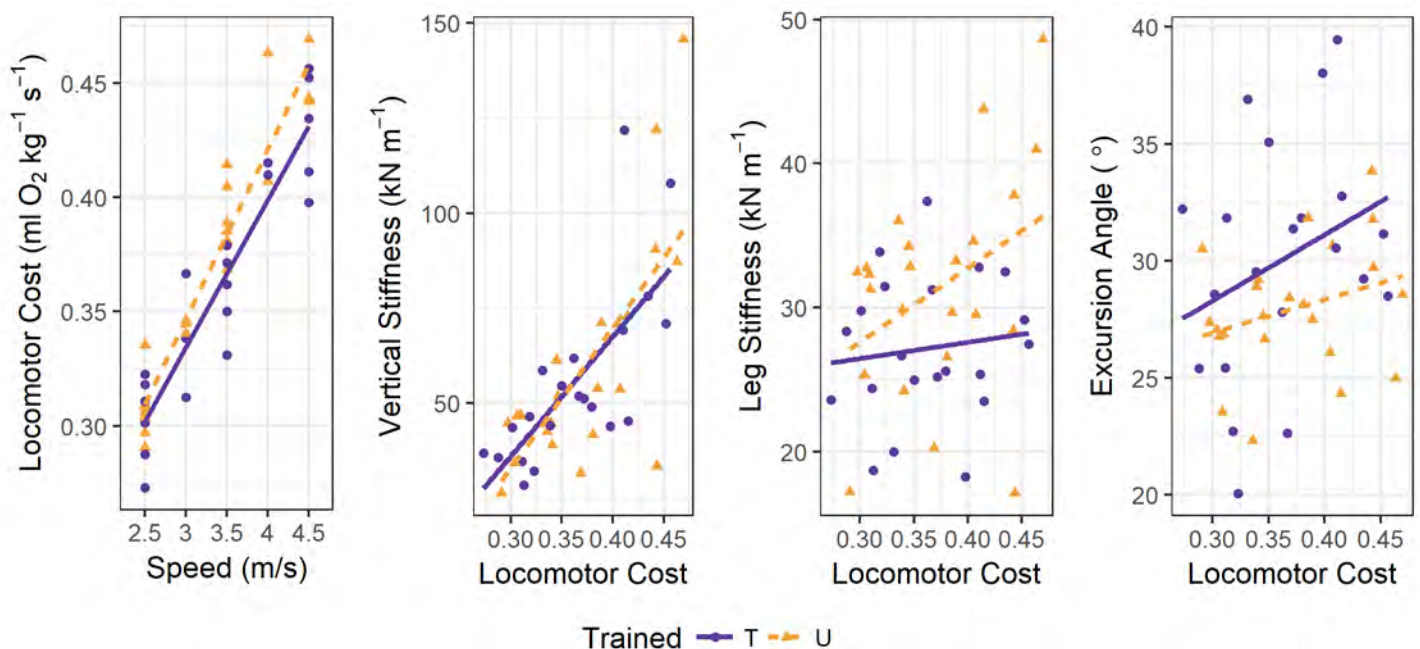 Locomotor Cost (ml O₂ kg⁻¹ s⁻¹)
0.45
0.40
0.35
0.30
2.5 3 3.5 4 4.5
Speed (m/s)
Vertical Stiffness (kN m⁻¹)
150
100
50
0.30 0.35 0.40 0.45
Locomotor Cost
Leg Stiffness (kN m⁻¹)
50
40
30
20
0.30 0.35 0.40 0.45
Locomotor Cost
Excursion Angle (°)
40
35
30
25
20
0.30 0.35 0.40 0.45
Locomotor Cost
Trained T U